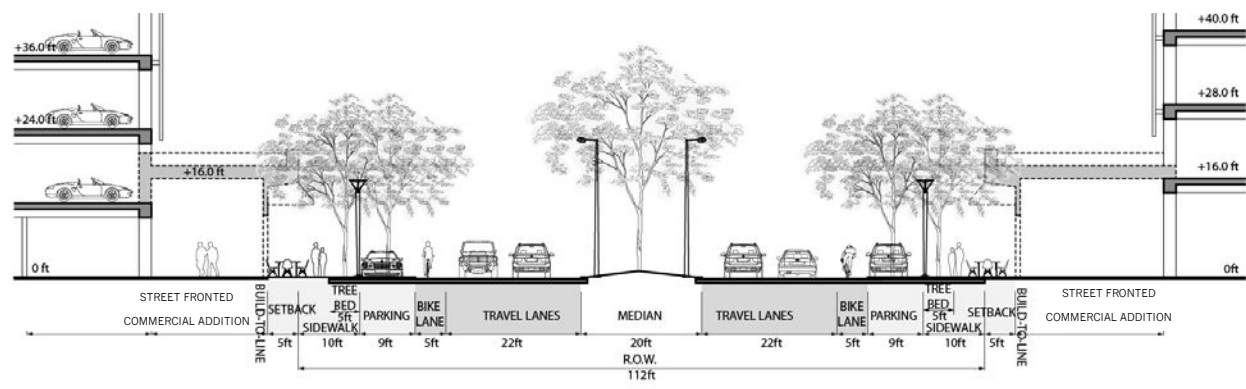 +36.0 ft
+24.0 ft
+16.0 ft
0 ft
+40.0 ft
+28.0 ft
+16.0 ft
0ft
STREET FRONTED
COMMERCIAL ADDITION
BUILD-TO-LINE
SETBACK
5ft
TREE
BED
5ft
SIDEWALK
10ft
PARKING
9ft
BIKE
LANE
5ft
TRAVEL LANES
22ft
MEDIAN
20ft
TRAVEL LANES
22ft
BIKE
LANE
5ft
PARKING
9ft
TREE
BED
5ft
SIDEWALK
10ft
SETBACK
5ft
BUILD-TO-LINE
STREET FRONTED
COMMERCIAL ADDITION
R.O.W.
112ft